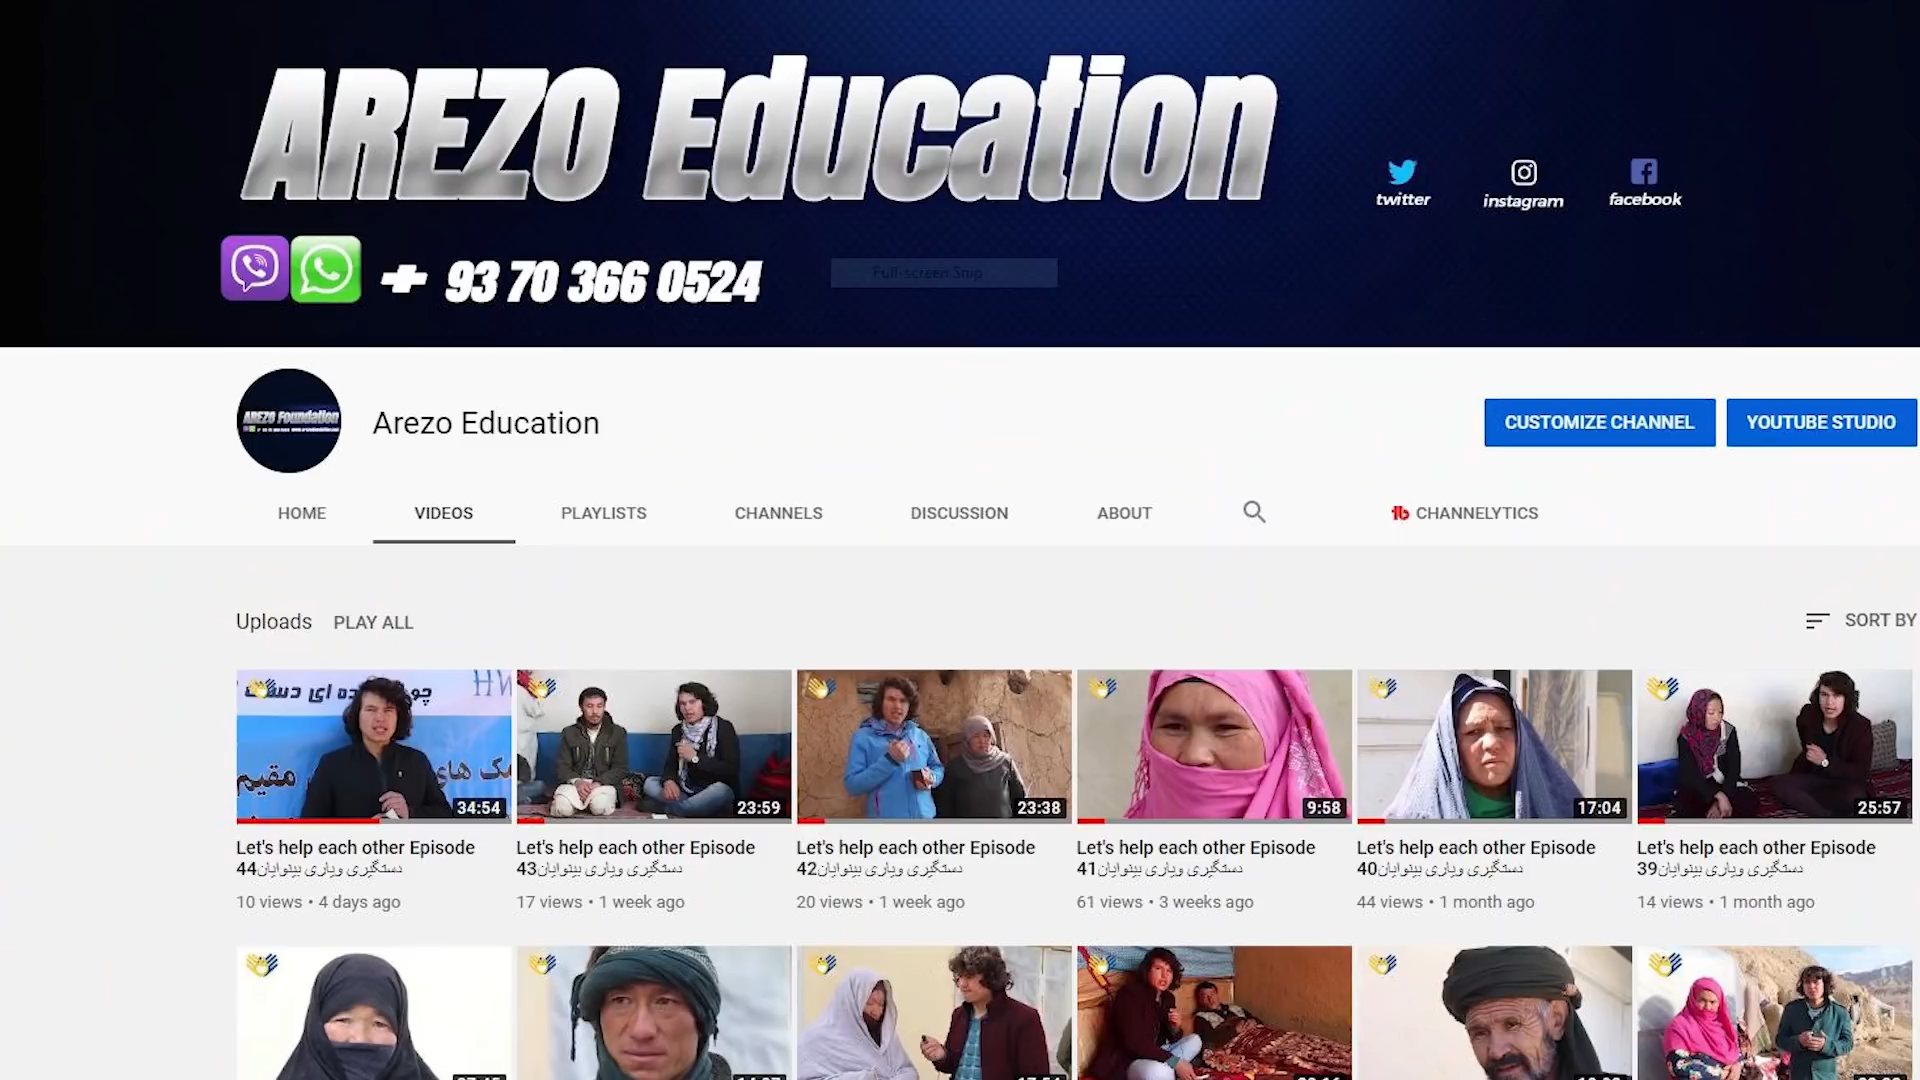 AREZO Education
twitter
instagram
facebook
+ 93 70 366 0524
Full-screen Snip
AREZO Foundation
Arezo Education
CUSTOMIZE CHANNEL
YOUTUBE STUDIO
HOME
VIDEOS
PLAYLISTS
CHANNELS
DISCUSSION
ABOUT
CHANNELYTICS
Uploads
PLAY ALL
SORT BY
34:54
23:59
23:38
9:58
17:04
25:57
Let's help each other Episode
44دستگیری ویاری بینوایان
10 views • 4 days ago
Let's help each other Episode
43دستگیری ویاری بینوایان
17 views • 1 week ago
Let's help each other Episode
42دستگیری ویاری بینوایان
20 views • 1 week ago
Let's help each other Episode
41دستگیری ویاری بینوایان
61 views • 3 weeks ago
Let's help each other Episode
40دستگیری ویاری بینوایان
44 views • 1 month ago
Let's help each other Episode
39دستگیری ویاری بینوایان
14 views • 1 month ago